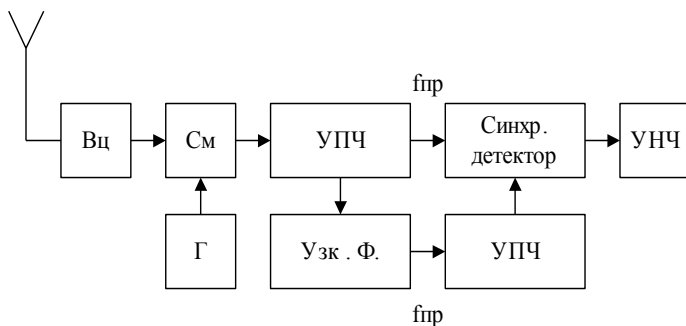 fпр
Вц
См
УПЧ
Синхр.
детектор
УНЧ
Г
Узк . Ф.
УПЧ
fпр